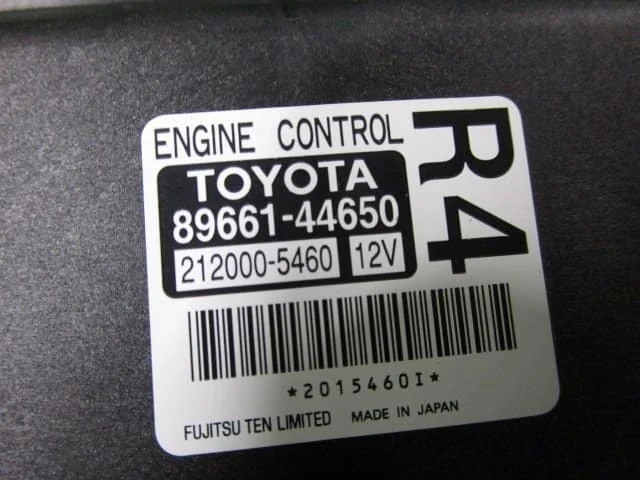 ENGINE CONTROL
R4
TOYOTA
89661-44650
212000-5460 12V
*2015460I*
FUJITSU TEN LIMITED MADE IN JAPAN